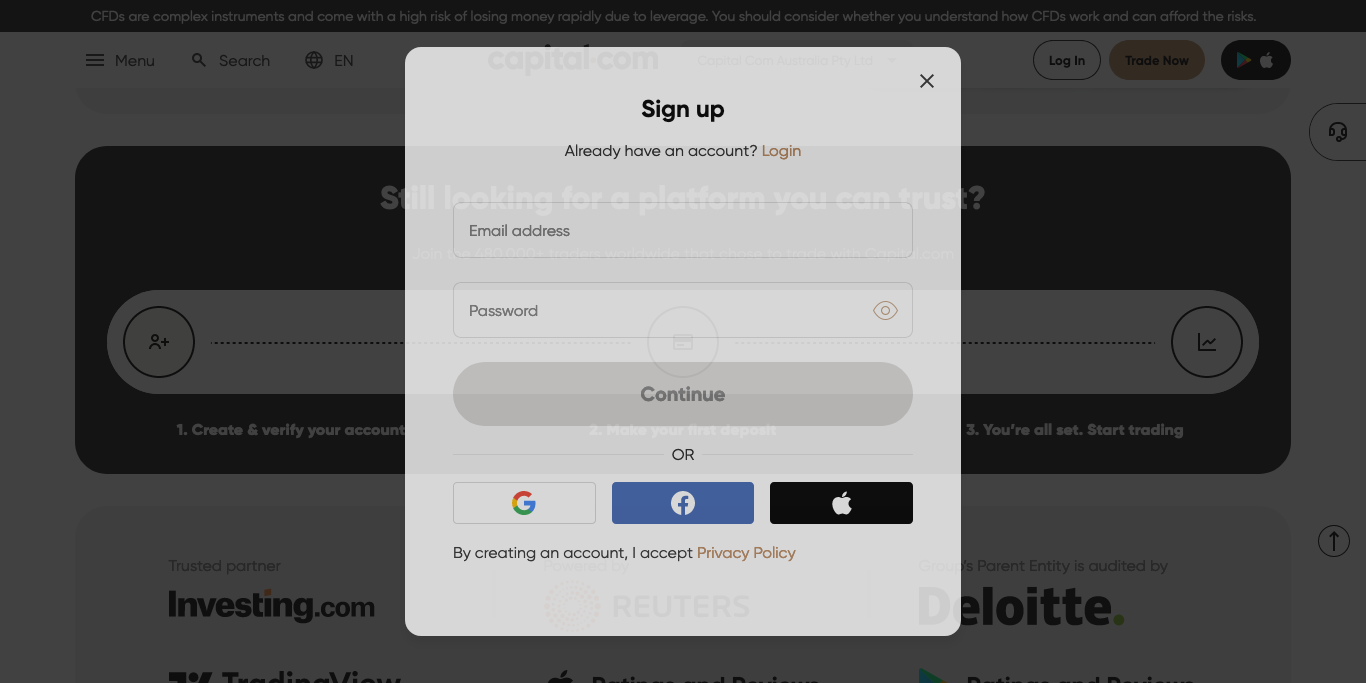 CFDs are complex instruments and come with a high risk of losing money rapidly due to leverage. You should consider whether you understand how CFDs work and can afford the risks.
Menu
Search
EN
capital.com
Capital Com Australia Pty Ltd
Log In
Trade Now
Sign up
Already have an account? Login
Still looking for a platform you can trust?
Email address
Join the 480,000+ traders worldwide that chose to trade with Capital.com
Password
Continue
1. Create & verify your account
2. Make your first deposit
3. You're all set. Start trading
OR
By creating an account, I accept Privacy Policy
Trusted partner
Powered by
Group's Parent Entity is audited by
Investing.com
REUTERS
Deloitte.
TradingView
Ratings and Reviews
Ratings and Reviews